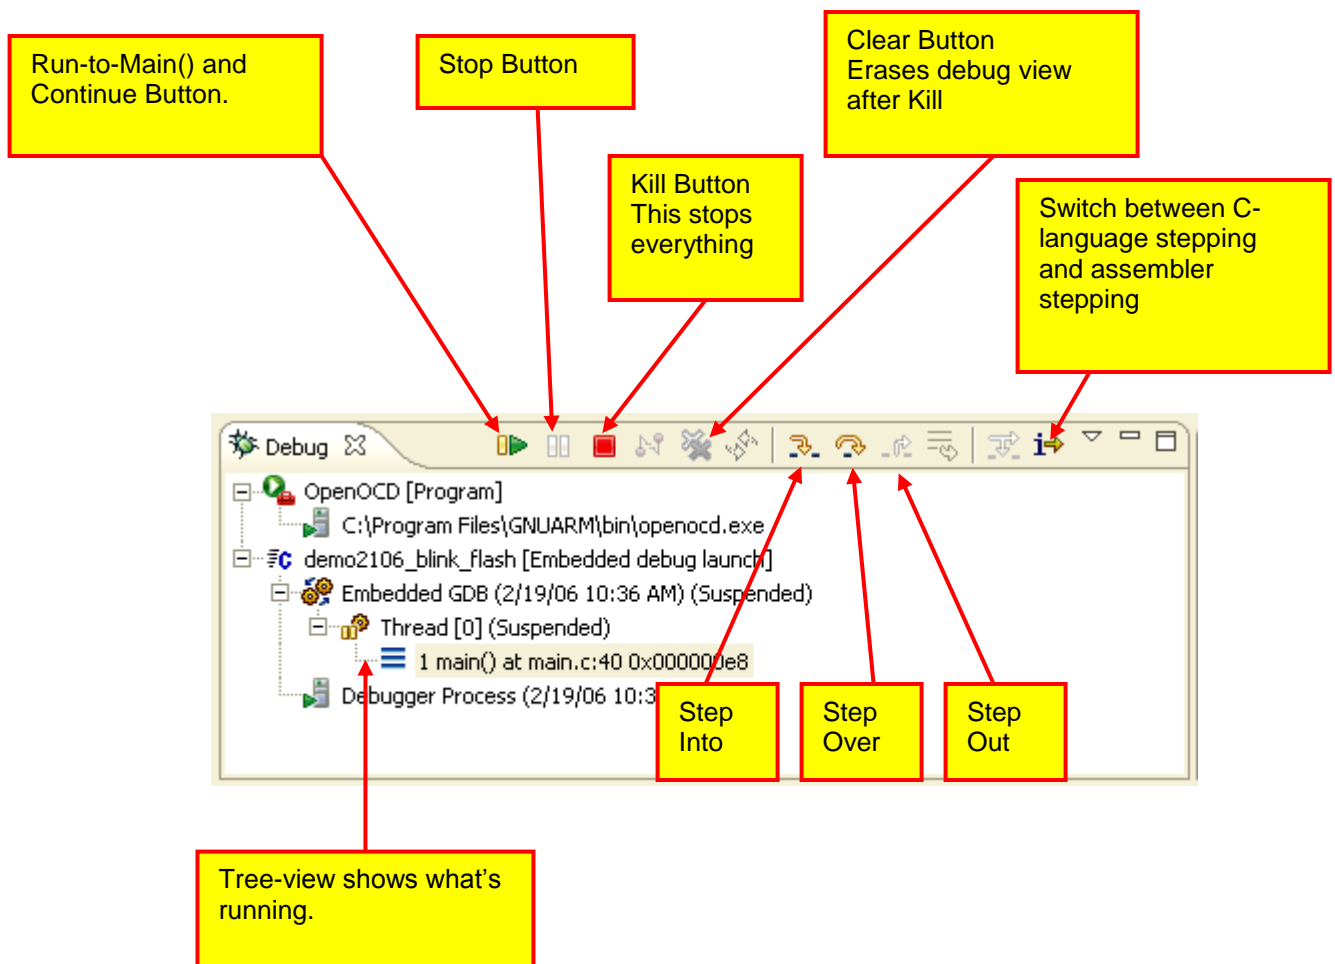 Run-to-Main() and
Continue Button.
Stop Button
Clear Button
Erases debug view
after Kill
Kill Button
This stops
everything
Switch between C-
language stepping
and assembler
stepping
Debug
OpenOCD [Program]
C:\Program Files\GNUARM\bin\openocd.exe
demo2106_blink_flash [Embedded debug launch]
Embedded GDB (2/19/06 10:36 AM) (Suspended)
Thread [0] (Suspended)
1 main() at main.c:40 0x000000e8
Debugger Process (2/19/06 10:3
Step
Into
Step
Over
Step
Out
Tree-view shows what's
running.